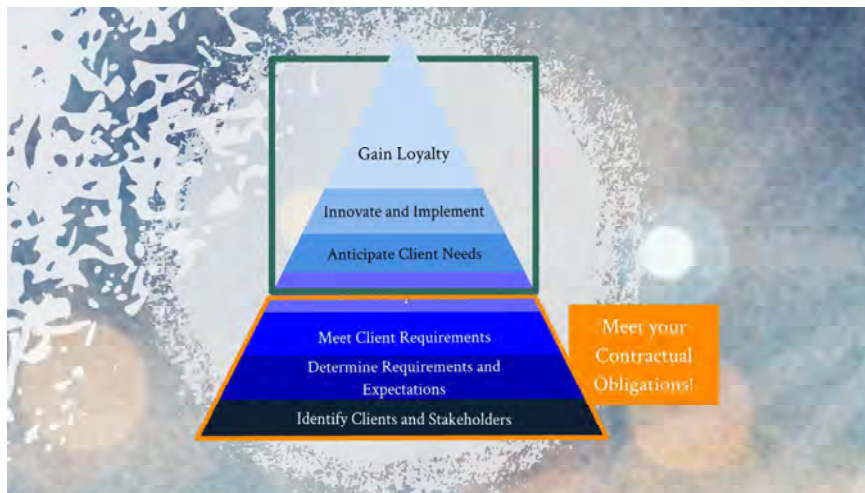 Gain Loyalty
Innovate and Implement
Anticipate Client Needs
Meet Client Requirements
Determine Requirements and
Expectations
Identify Clients and Stakeholders
Meet your
Contractual
Obligations!